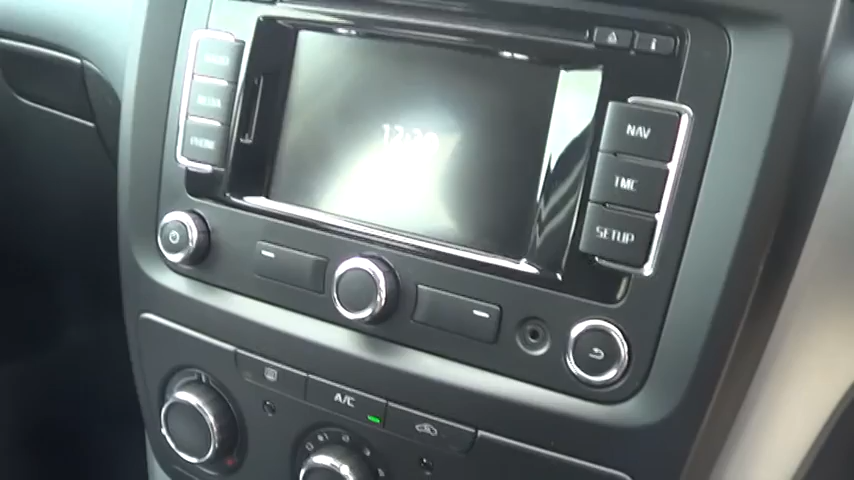 MEDIA
PHONE
NAV
TMC
SETUP
A/C